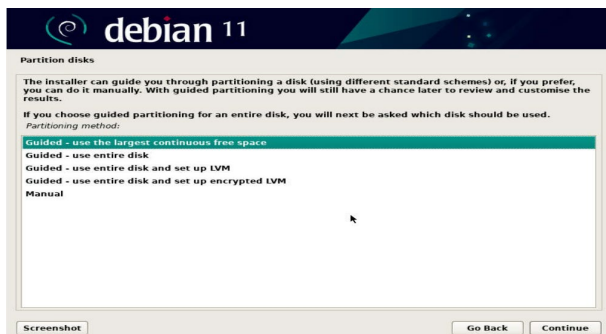 debian 11
Partition disks
The installer can guide you through partitioning a disk (using different standard schemes) or, if you prefer,
you can do it manually. With guided partitioning you will still have a chance later to review and customise the
results.
If you choose guided partitioning for an entire disk, you will next be asked which disk should be used.
Partitioning method:
Guided - use the largest continuous free space
Guided - use entire disk
Guided - use entire disk and set up LVM
Guided - use entire disk and set up encrypted LVM
Manual
Screenshot
Go Back
Continue